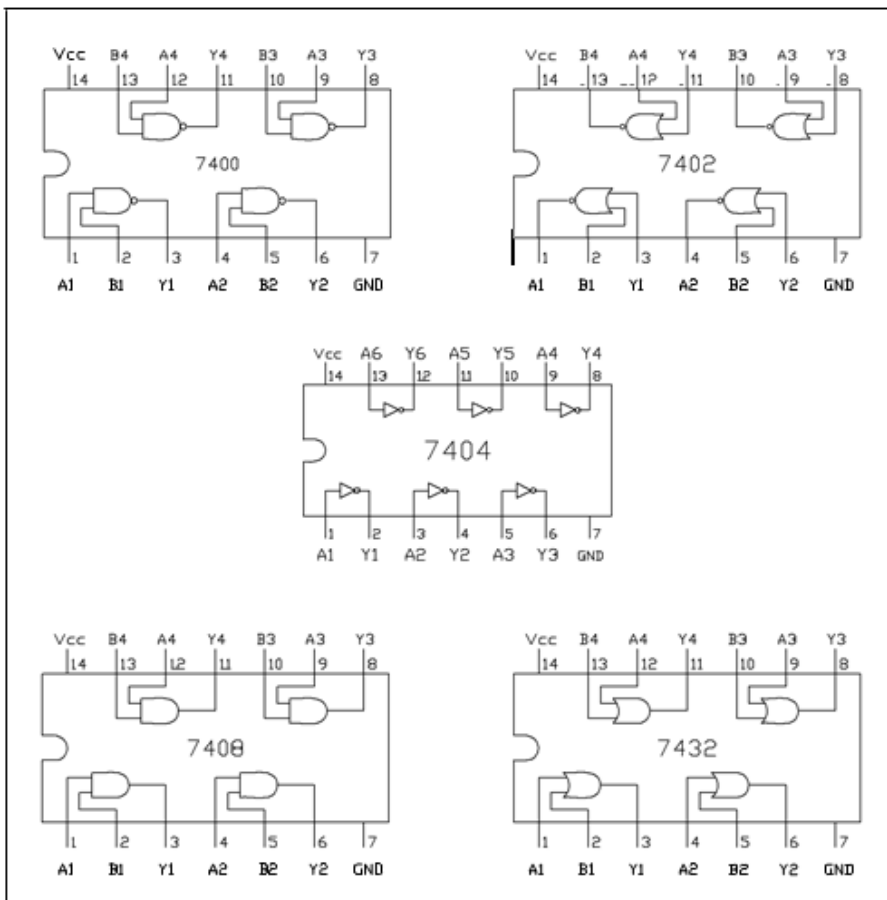 Vcc B4 A4 Y4 B3 A3 Y3
14 13 12 11 10 9 8
7400
1 2 3 4 5 6 7
A1 B1 Y1 A2 B2 Y2 GND
Vcc B4 A4 Y4 B3 A3 Y3
14 13 12 11 10 9 8
7402
1 2 3 4 5 6 7
A1 B1 Y1 A2 B2 Y2 GND
Vcc A6 Y6 A5 Y5 A4 Y4
14 13 12 11 10 9 8
7404
1 2 3 4 5 6 7
A1 Y1 A2 Y2 A3 Y3 GND
Vcc B4 A4 Y4 B3 A3 Y3
14 13 12 11 10 9 8
7408
1 2 3 4 5 6 7
A1 B1 Y1 A2 B2 Y2 GND
Vcc B4 A4 Y4 B3 A3 Y3
14 13 12 11 10 9 8
7432
1 2 3 4 5 6 7
A1 B1 Y1 A2 B2 Y2 GND